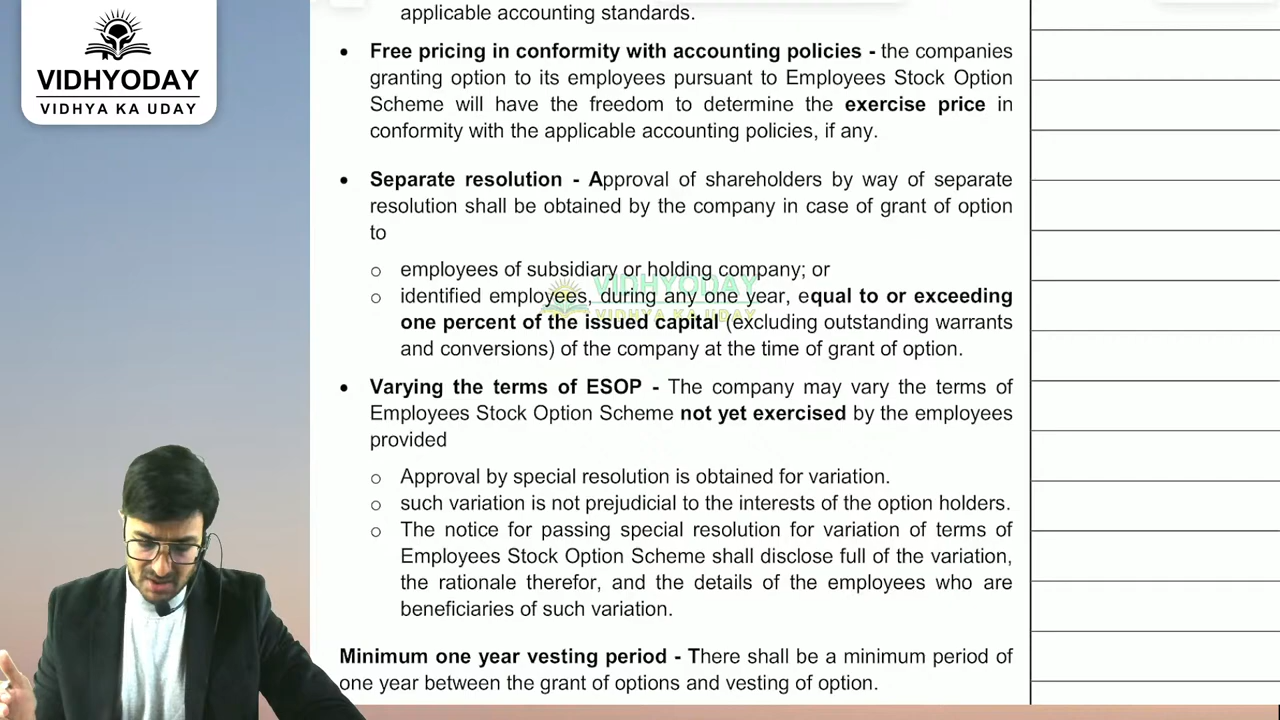 VIDHYODAY
VIDHYA KA UDAY
applicable accounting standards.
• Free pricing in conformity with accounting policies - the companies
granting option to its employees pursuant to Employees Stock Option
Scheme will have the freedom to determine the exercise price in
conformity with the applicable accounting policies, if any.
• Separate resolution - Approval of shareholders by way of separate
resolution shall be obtained by the company in case of grant of option
to
o employees of subsidiary or holding company; or
o identified employees, during any one year, equal to or exceeding
one percent of the issued capital (excluding outstanding warrants
and conversions) of the company at the time of grant of option.
VIDHYODAY
VIDHYA KA UDAY
• Varying the terms of ESOP - The company may vary the terms of
Employees Stock Option Scheme not yet exercised by the employees
provided
o Approval by special resolution is obtained for variation.
o such variation is not prejudicial to the interests of the option holders.
o The notice for passing special resolution for variation of terms of
Employees Stock Option Scheme shall disclose full of the variation,
the rationale therefor, and the details of the employees who are
beneficiaries of such variation.
Minimum one year vesting period - There shall be a minimum period of
one year between the grant of options and vesting of option.